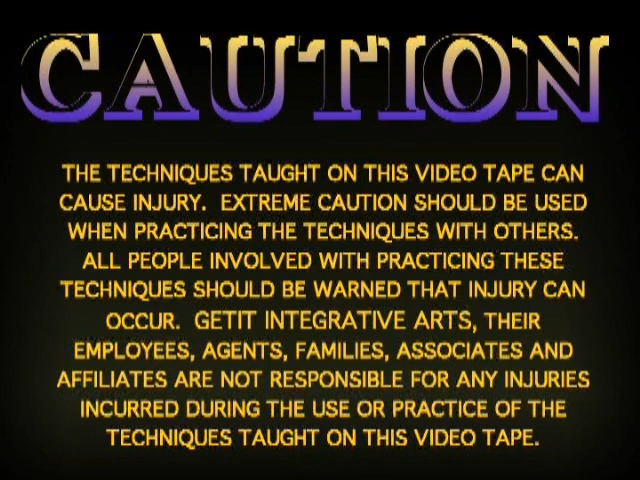 CAUTION
THE TECHNIQUES TAUGHT ON THIS VIDEO TAPE CAN
CAUSE INJURY.  EXTREME CAUTION SHOULD BE USED
WHEN PRACTICING THE TECHNIQUES WITH OTHERS.
ALL PEOPLE INVOLVED WITH PRACTICING THESE
TECHNIQUES SHOULD BE WARNED THAT INJURY CAN
OCCUR.  GETIT INTEGRATIVE ARTS, THEIR
EMPLOYEES, AGENTS, FAMILIES, ASSOCIATES AND
AFFILIATES ARE NOT RESPONSIBLE FOR ANY INJURIES
INCURRED DURING THE USE OR PRACTICE OF THE
TECHNIQUES TAUGHT ON THIS VIDEO TAPE.